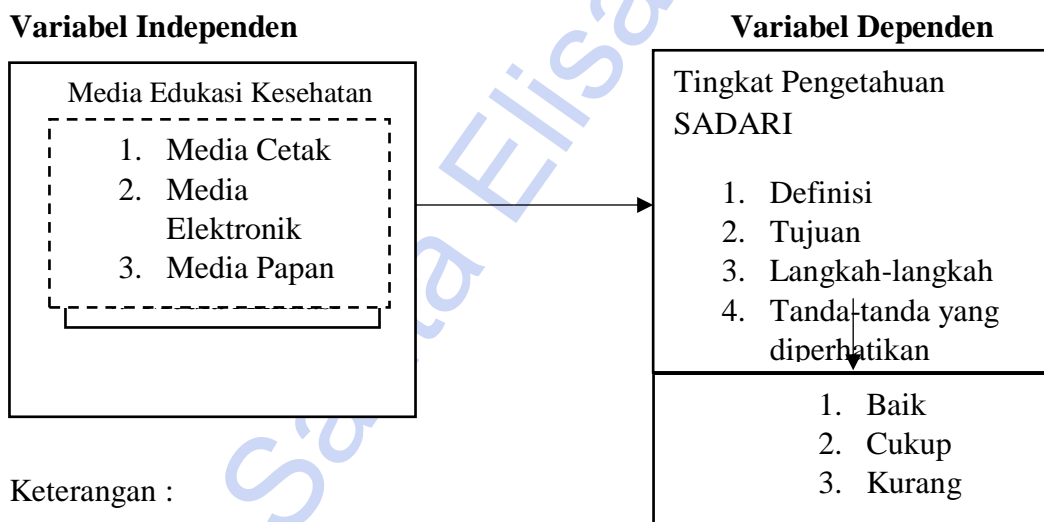 Variabel Independen
Variabel Dependen
Media Edukasi Kesehatan
1. Media Cetak
2. Media
Elektronik
3. Media Papan
Tingkat Pengetahuan
SADARI
1. Definisi
2. Tujuan
3. Langkah-langkah
4. Tanda-tanda yang
diperhatikan
1. Baik
2. Cukup
3. Kurang
Keterangan :